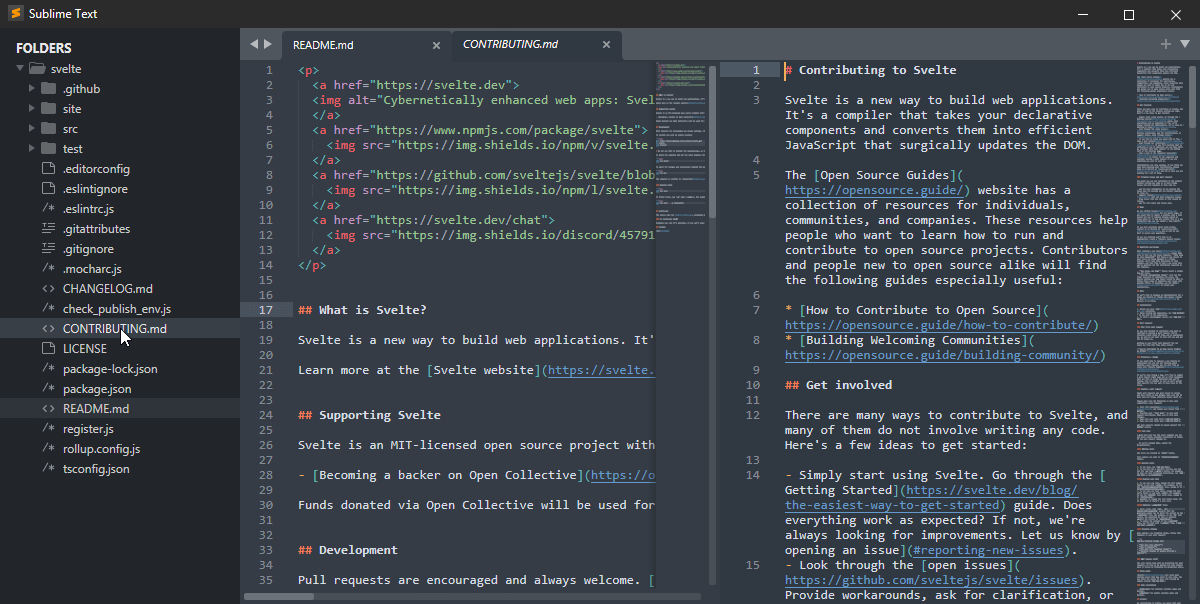 Sublime Text
FOLDERS
svelte
.github
site
src
test
.editorconfig
.eslintignore
/* .eslintrc.js
.gitattributes
.gitignore
/* .mocharc.js
<> CHANGELOG.md
/* check_publish_env.js
<> CONTRIBUTING.md
LICENSE
/* package-lock.json
/* package.json
<> README.md
/* register.js
/* rollup.config.js
/* tsconfig.json
README.md
CONTRIBUTING.md
1 <p>
2 <a href="https://svelte.dev">
3 <img alt="Cybernetically enhanced web apps: Svel
4 </a>
5 <a href="https://www.npmjs.com/package/svelte">
6 <img src="https://img.shields.io/npm/v/svelte.
7 </a>
8 <a href="https://github.com/sveltejs/svelte/blob
9 <img src="https://img.shields.io/npm/l/svelte.
10 </a>
11 <a href="https://svelte.dev/chat">
12 <img src="https://img.shields.io/discord/45791
13 </a>
14 </p>
15
16
17 ## What is Svelte?
18
19 Svelte is a new way to build web applications. It'
20
21 Learn more at the [Svelte website](https://svelte.
22
23
24 ## Supporting Svelte
25
26 Svelte is an MIT-licensed open source project with
27
28 - [Becoming a backer on Open Collective](https://o
29
30 Funds donated via Open Collective will be used for
31
32
33 ## Development
34
35 Pull requests are encouraged and always welcome. [
1 # Contributing to Svelte
2
3 Svelte is a new way to build web applications.
It's a compiler that takes your declarative
components and converts them into efficient
JavaScript that surgically updates the DOM.
4
5 The [Open Source Guides](
https://opensource.guide/) website has a
collection of resources for individuals,
communities, and companies. These resources help
people who want to learn how to run and
contribute to open source projects. Contributors
and people new to open source alike will find
the following guides especially useful:
6
7 * [How to Contribute to Open Source](
https://opensource.guide/how-to-contribute/)
8 * [Building Welcoming Communities](
https://opensource.guide/building-community/)
9
10 ## Get involved
11
12 There are many ways to contribute to Svelte, and
many of them do not involve writing any code.
Here's a few ideas to get started:
13
14 - Simply start using Svelte. Go through the [
Getting Started](https://svelte.dev/blog/
the-easiest-way-to-get-started) guide. Does
everything work as expected? If not, we're
always looking for improvements. Let us know by [
opening an issue](#reporting-new-issues).
15 - Look through the [open issues](
https://github.com/sveltejs/svelte/issues).
Provide workarounds, ask for clarification, or